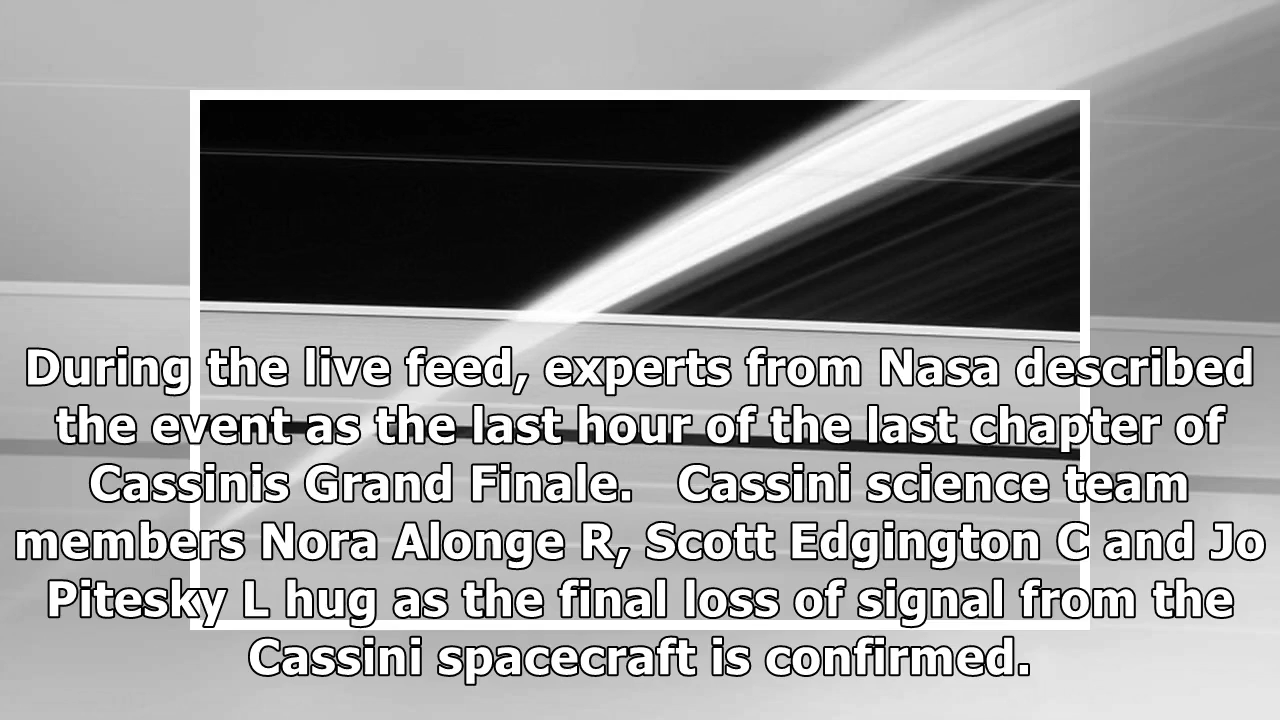 During the live feed, experts from Nasa described
the event as the last hour of the last chapter of
Cassinis Grand Finale.   Cassini science team
members Nora Alonge R, Scott Edgington C and Jo
Pitesky L hug as the final loss of signal from the
Cassini spacecraft is confirmed.